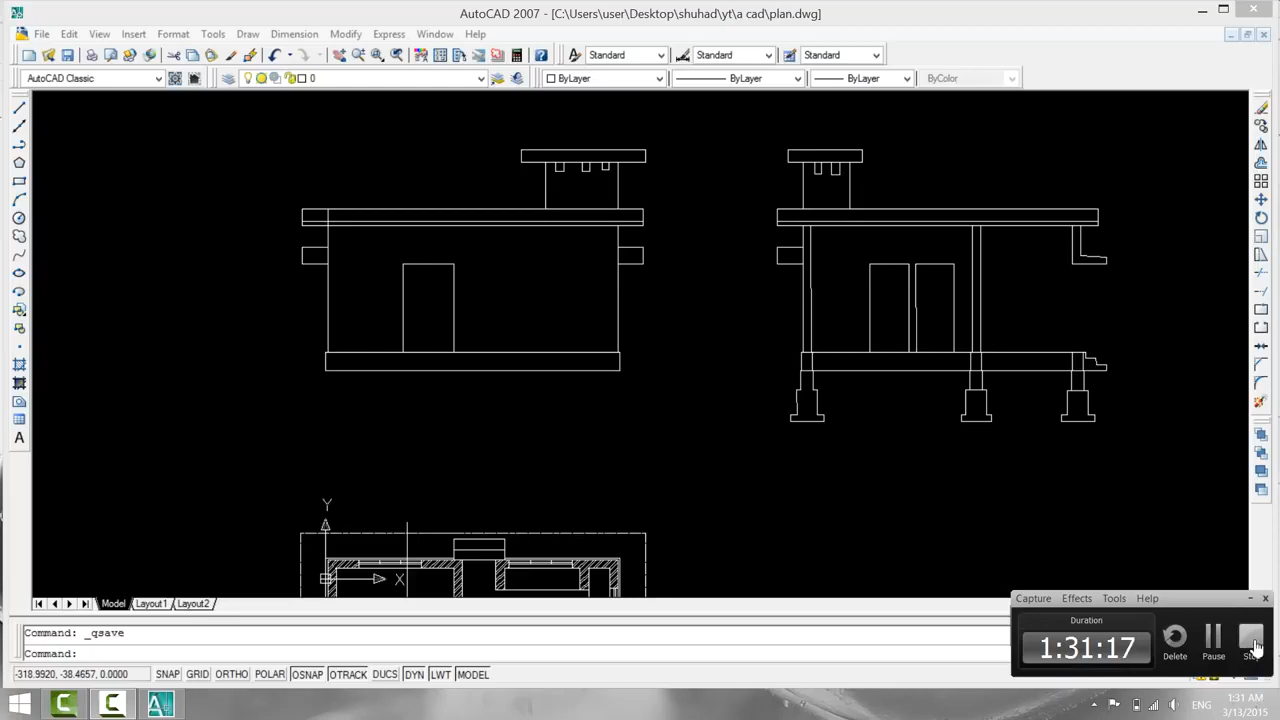 AutoCAD 2007 - [C:\Users\user\Desktop\shuhad\yt\a cad\plan.dwg]
File Edit View Insert Format Tools Draw Dimension Modify Express Window Help
Standard Standard Standard
AutoCAD Classic 0 ByLayer ByLayer ByLayer ByColor
A
Y
X
Model Layout1 Layout2
Command: _qsave
Command:
-318.9920, -38.4657, 0.0000 SNAP GRID ORTHO POLAR OSNAP OTRACK DUCS DYN LWT MODEL
Capture Effects Tools Help
Duration
1:31:17
Delete Pause Stop
ENG 1:31 AM
3/13/2015